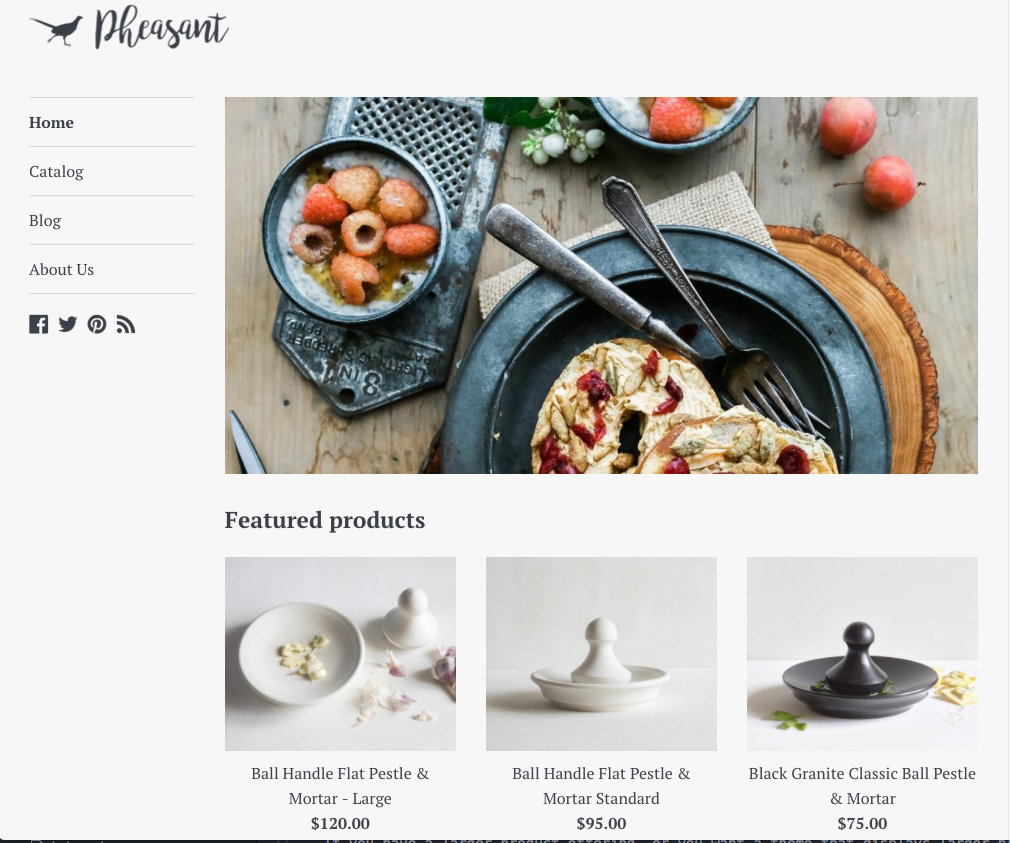 Pheasant
Home
Catalog
Blog
About Us
Featured products
Ball Handle Flat Pestle &
Mortar - Large
$120.00
Ball Handle Flat Pestle &
Mortar Standard
$95.00
Black Granite Classic Ball Pestle
& Mortar
$75.00